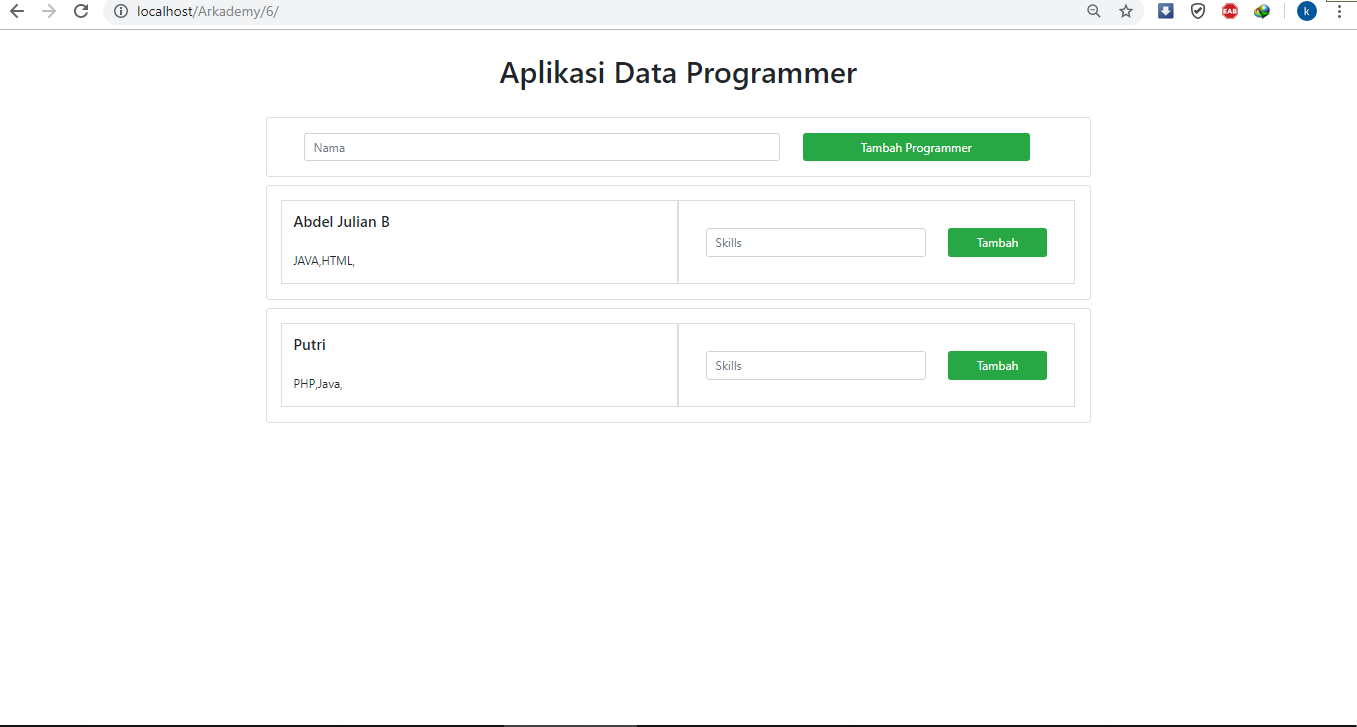 localhost/Arkademy/6/
EAB
k
Aplikasi Data Programmer
Nama
Tambah Programmer
Abdel Julian B
JAVA,HTML,
Skills
Tambah
Putri
PHP,Java,
Skills
Tambah